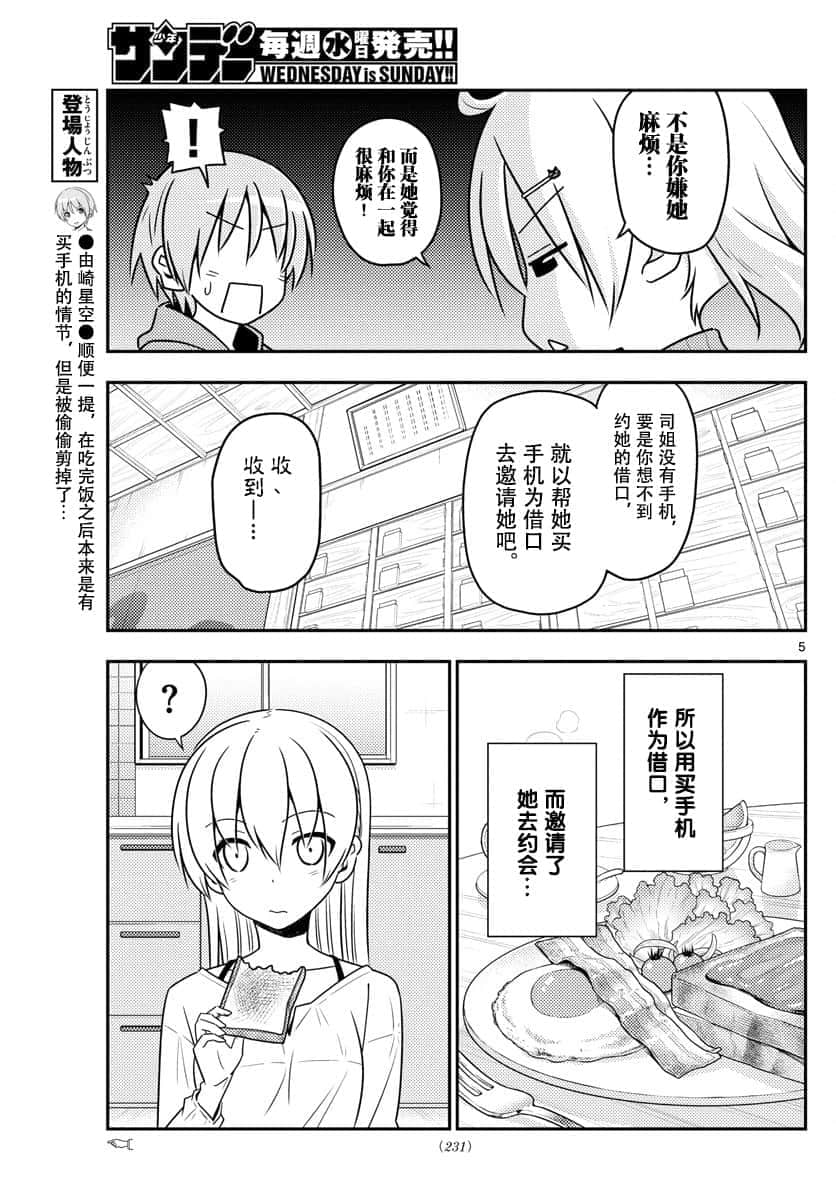 少年サンデー 毎週水曜日発売!!
WEDNESDAY is SUNDAY!!
登場人物
とうじょうじんぶつ
●由崎星空●顺便一提，在吃完饭之后本来是有
买手机的情节，但是被偷偷剪掉了…
不是你嫌她
麻烦…
而是她觉得
和你在一起
很麻烦！
!
司姐没有手机，
要是你想不到
约她的借口，
就以帮她买
手机为借口
去邀请她吧。
收、
收到——…
5
所以用买手机
作为借口，
而邀请了
她去约会…
?
(231)